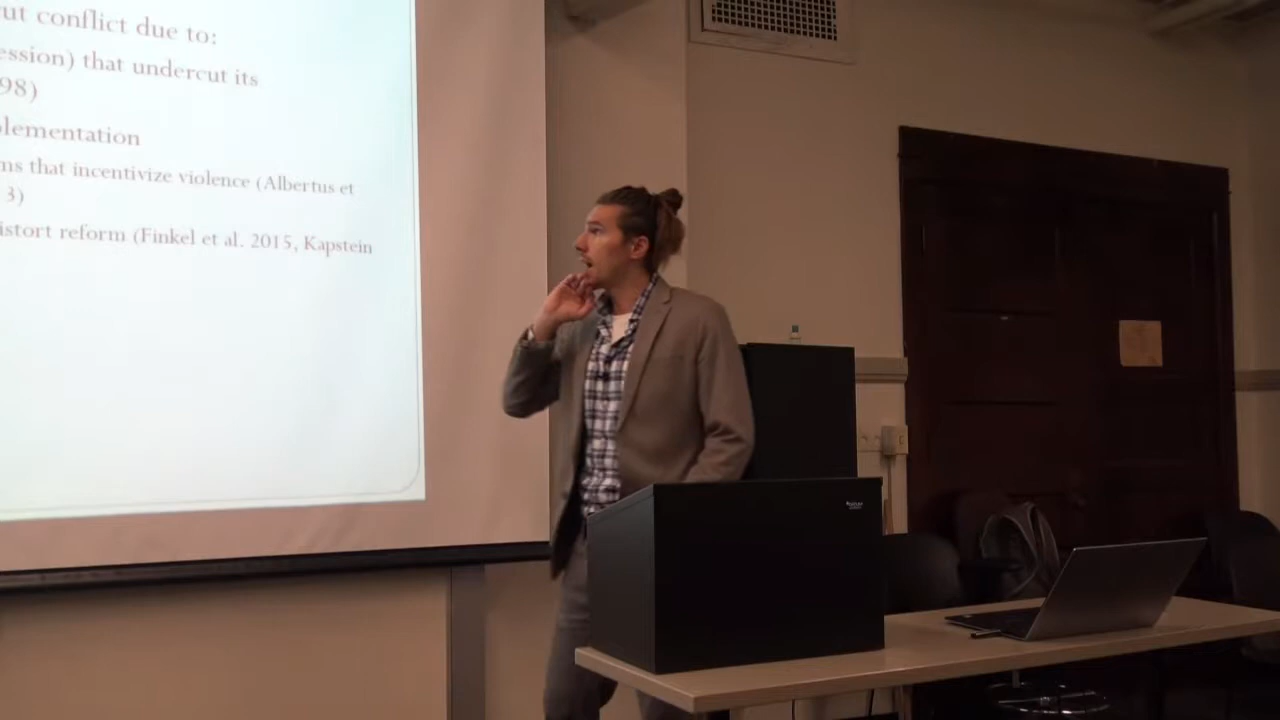 ut conflict due to:
ession) that undercut its
98)
lementation
ms that incentivize violence (Albertus et
3)
istort reform (Finkel et al. 2015, Kapstein